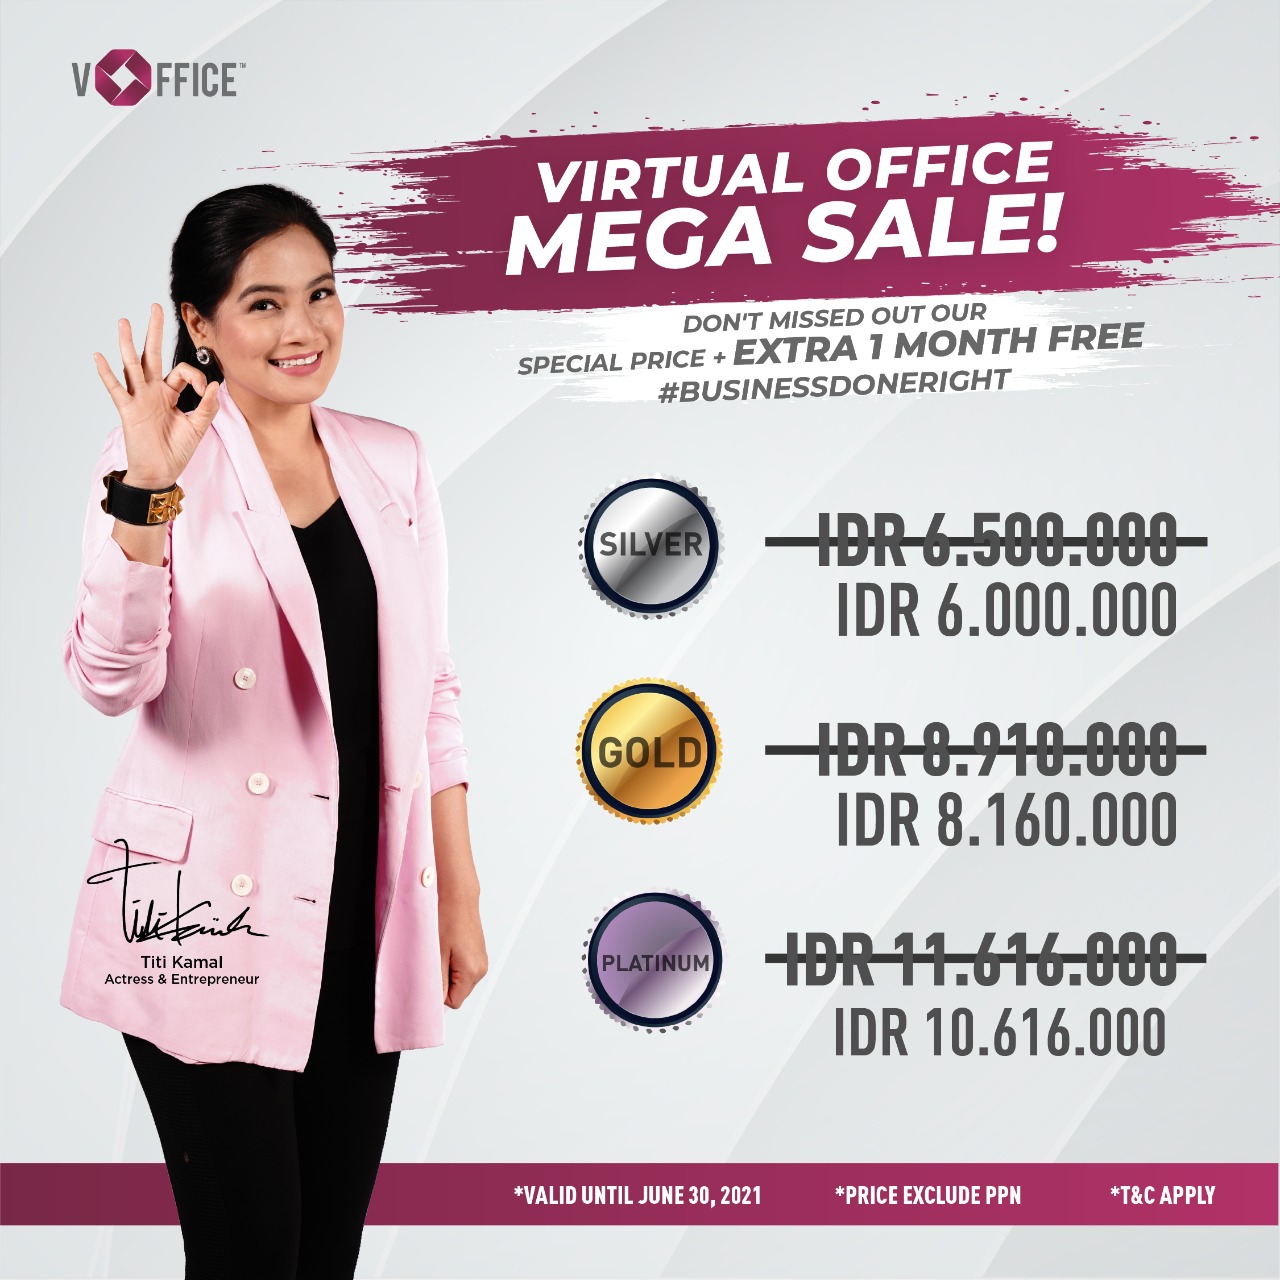 VOFFICE™
VIRTUAL OFFICE
MEGA SALE!
DON'T MISSED OUT OUR
SPECIAL PRICE + EXTRA 1 MONTH FREE
#BUSINESSDONERIGHT
SILVER
IDR 6.500.000
IDR 6.000.000
GOLD
IDR 8.910.000
IDR 8.160.000
PLATINUM
IDR 11.616.000
IDR 10.616.000
Titi Kamal
Titi Kamal
Actress & Entrepreneur
*VALID UNTIL JUNE 30, 2021
*PRICE EXCLUDE PPN
*T&C APPLY